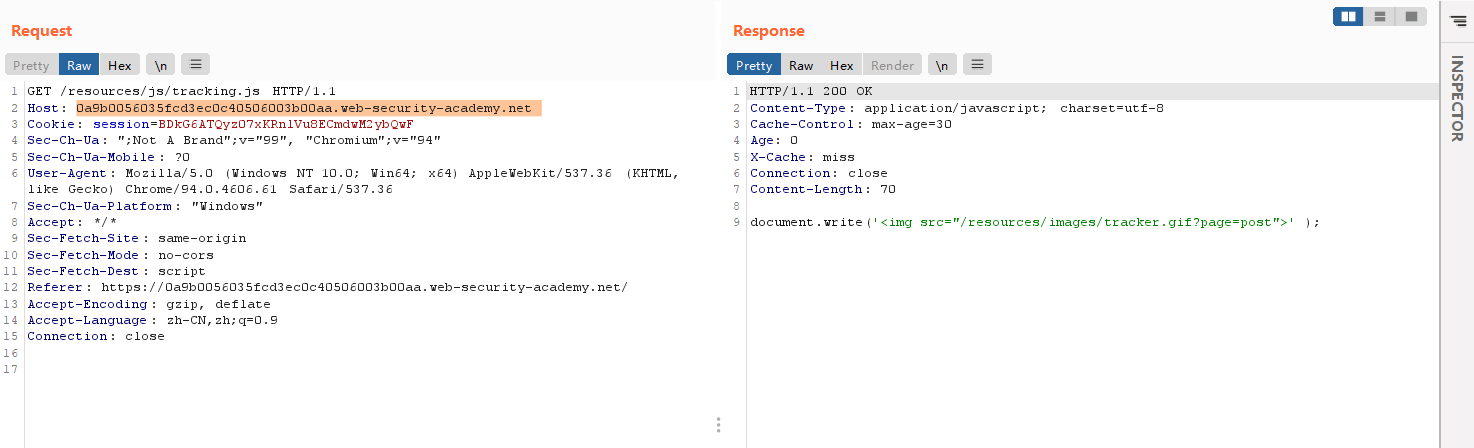 Request
Pretty Raw Hex \n
1 GET /resources/js/tracking.js HTTP/1.1
2 Host: 0a9b0056035fcd3ec0c40506003b00aa.web-security-academy.net
3 Cookie: session=BDkG6ATQyzO7xKRnlVu8ECmdwM2ybQwF
4 Sec-Ch-Ua: ";Not A Brand";v="99", "Chromium";v="94"
5 Sec-Ch-Ua-Mobile: ?0
6 User-Agent: Mozilla/5.0 (Windows NT 10.0; Win64; x64) AppleWebKit/537.36 (KHTML,
like Gecko) Chrome/94.0.4606.61 Safari/537.36
7 Sec-Ch-Ua-Platform: "Windows"
8 Accept: */*
9 Sec-Fetch-Site: same-origin
10 Sec-Fetch-Mode: no-cors
11 Sec-Fetch-Dest: script
12 Referer: https://0a9b0056035fcd3ec0c40506003b00aa.web-security-academy.net/
13 Accept-Encoding: gzip, deflate
14 Accept-Language: zh-CN,zh;q=0.9
15 Connection: close
16
17
Response
Pretty Raw Hex Render \n
1 HTTP/1.1 200 OK
2 Content-Type: application/javascript; charset=utf-8
3 Cache-Control: max-age=30
4 Age: 0
5 X-Cache: miss
6 Connection: close
7 Content-Length: 70
8
9 document.write('<img src="/resources/images/tracker.gif?page=post">');
INSPECTOR